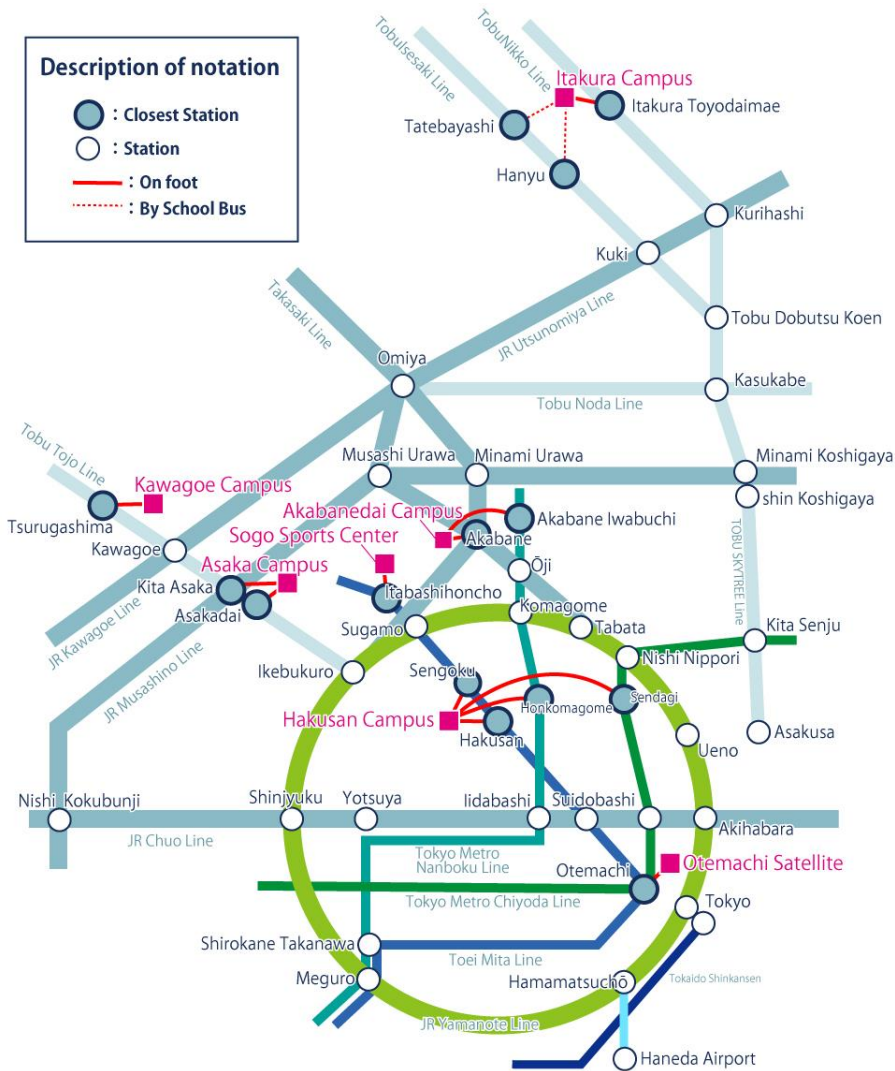 Description of notation
: Closest Station
: Station
: On foot
: By School Bus
TobuIsesaki Line
TobuNikko Line
Itakura Campus
Itakura Toyodaimae
Tatebayashi
Hanyu
Kurihashi
Kuki
Takasaki Line
JR Utsunomiya Line
Tobu Dobutsu Koen
Omiya
Kasukabe
Tobu Noda Line
Tobu Tojo Line
Musashi Urawa
Minami Urawa
Minami Koshigaya
Kawagoe Campus
shin Koshigaya
Akabanedai Campus
Akabane Iwabuchi
Tsurugashima
Sogo Sports Center
Akabane
Kawagoe
Asaka Campus
Ōji
TOBU SKYTREE Line
Kita Asaka
Itabashihoncho
Asakadai
Komagome
JR Kawagoe Line
Sugamo
Tabata
Kita Senju
Nishi Nippori
Ikebukuro
Sengoku
JR Musashino Line
Honkomagome
Sendagi
Hakusan Campus
Hakusan
Asakusa
Ueno
Nishi Kokubunji
Shinjyuku
Yotsuya
Iidabashi
Suidobashi
Akihabara
JR Chuo Line
Tokyo Metro
Nanboku Line
Otemachi
Otemachi Satellite
Tokyo Metro Chiyoda Line
Tokyo
Shirokane Takanawa
Toei Mita Line
Meguro
Hamamatsuchō
Tokaido Shinkansen
JR Yamanote Line
Haneda Airport